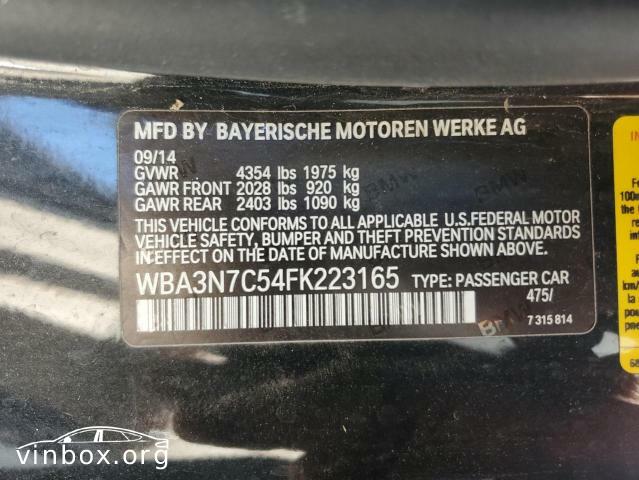 MFD BY BAYERISCHE MOTOREN WERKE AG
09/14
GVWR 4354 lbs 1975 kg
GAWR FRONT 2028 lbs 920 kg
GAWR REAR 2403 lbs 1090 kg
THIS VEHICLE CONFORMS TO ALL APPLICABLE U.S.FEDERAL MOTOR
VEHICLE SAFETY, BUMPER AND THEFT PREVENTION STANDARDS
IN EFFECT ON THE DATE OF MANUFACTURE SHOWN ABOVE.
WBA3N7C54FK223165 TYPE: PASSENGER CAR
475/
BMW
7 315 814
100
the
vinbox.org